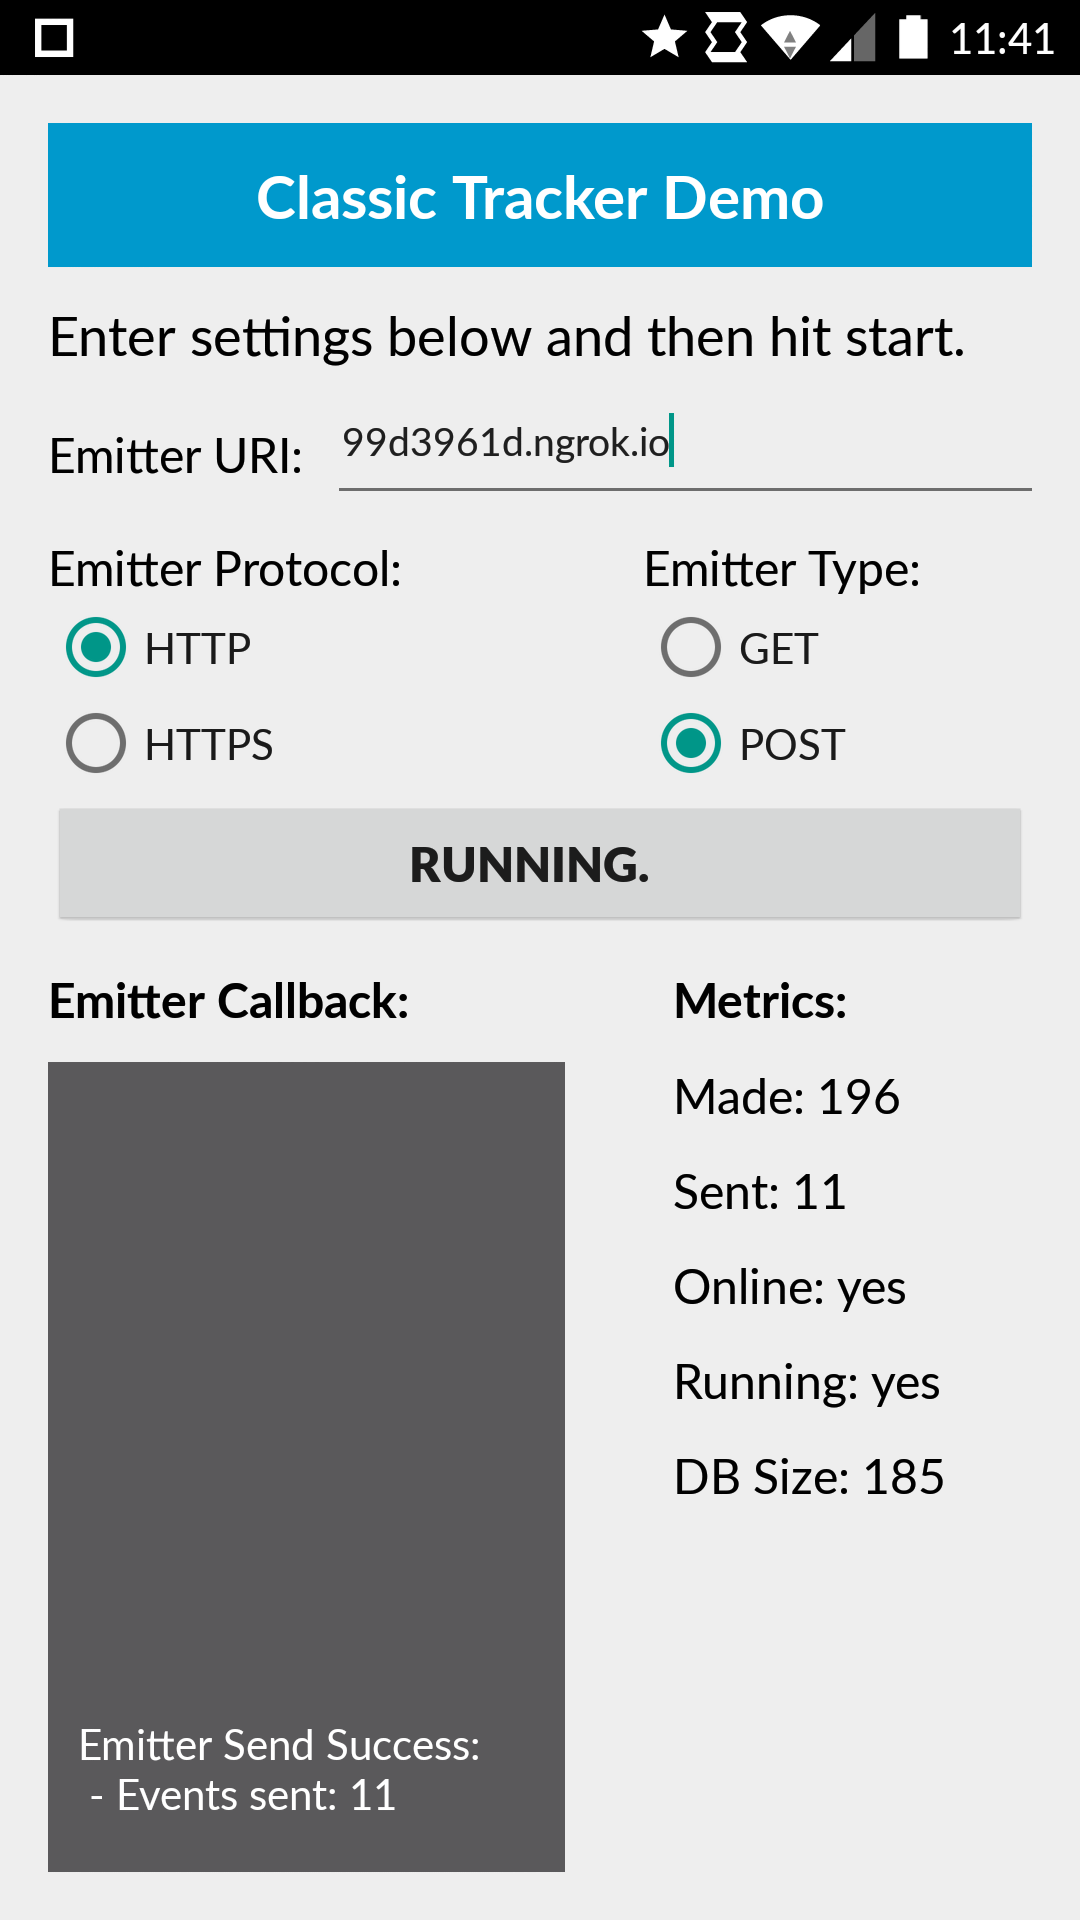 11:41
Classic Tracker Demo
Enter settings below and then hit start.
Emitter URI: 99d3961d.ngrok.io
Emitter Protocol:
HTTP
HTTPS
Emitter Type:
GET
POST
RUNNING.
Emitter Callback:
Emitter Send Success:
- Events sent: 11
Metrics:
Made: 196
Sent: 11
Online: yes
Running: yes
DB Size: 185